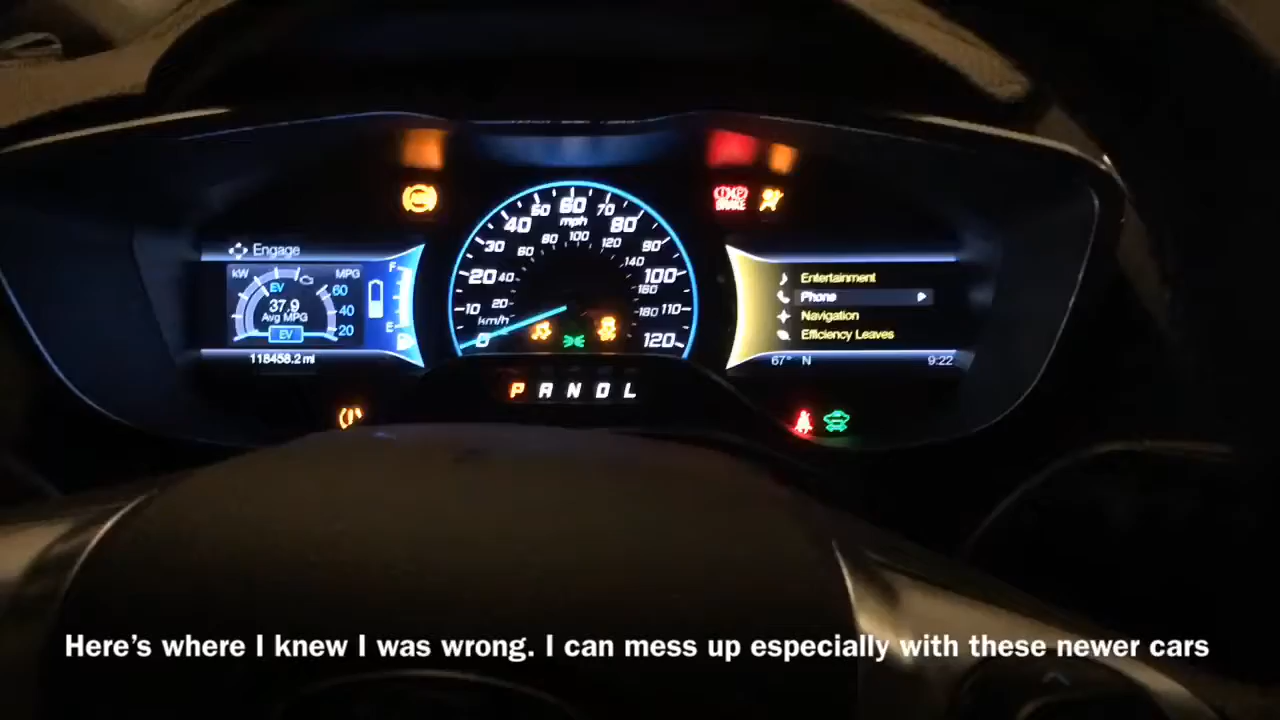 Engage
kW
MPG
EV
60
37.9
Avg MPG
40
EV
20
118458.2 mi
F
E
ABS
BRAKE
0
10
20
30
40
50
60
70
80
90
100
110
120
mph
km/h
20
40
60
80
100
120
140
160
180
P R N D L
Entertainment
Phone
Navigation
Efficiency Leaves
67° N
9:22
Here's where I knew I was wrong. I can mess up especially with these newer cars